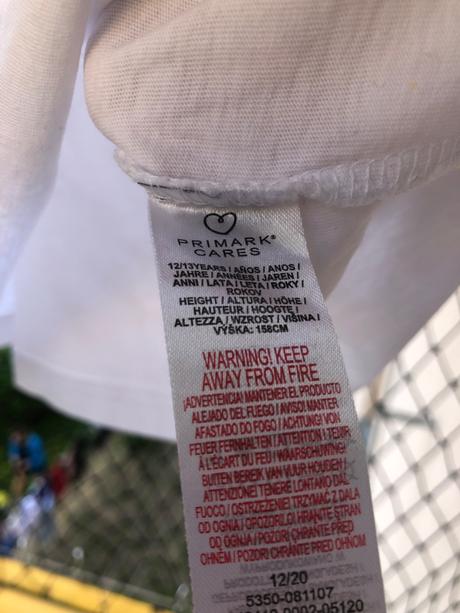 PRIMARK®
CARES
12/13YEARS / AÑOS / ANOS /
JAHRE / ANNÉES / JAREN /
ANNI / LATA / LETA / ROKY /
ROKOV
HEIGHT / ALTURA / HÖHE /
HAUTEUR / HOOGTE /
ALTEZZA / WZROST / VIŠINA /
VÝŠKA: 158CM
WARNING! KEEP
AWAY FROM FIRE
¡ADVERTENCIA! MANTENER EL PRODUCTO
ALEJADO DEL FUEGO / AVISO! MANTER
AFASTADO DO FOGO / ACHTUNG! VON
FEUER FERNHALTEN / ATTENTION ! TENIR
À L'ÉCART DU FEU / WAARSCHUWING!
BUITEN BEREIK VAN VUUR HOUDEN /
ATTENZIONE! TENERE LONTANO DAL
FUOCO / OSTRZEŻENIE! TRZYMAĆ Z DALA
OD OGNIA / OPOZORILO! HRANITE STRAN
OD OGNJA / POZOR! CHRAŇTE PŘED
OHNĚM / POZOR! CHRÁŇTE PRED OHŇOM
12/20
5350-081107